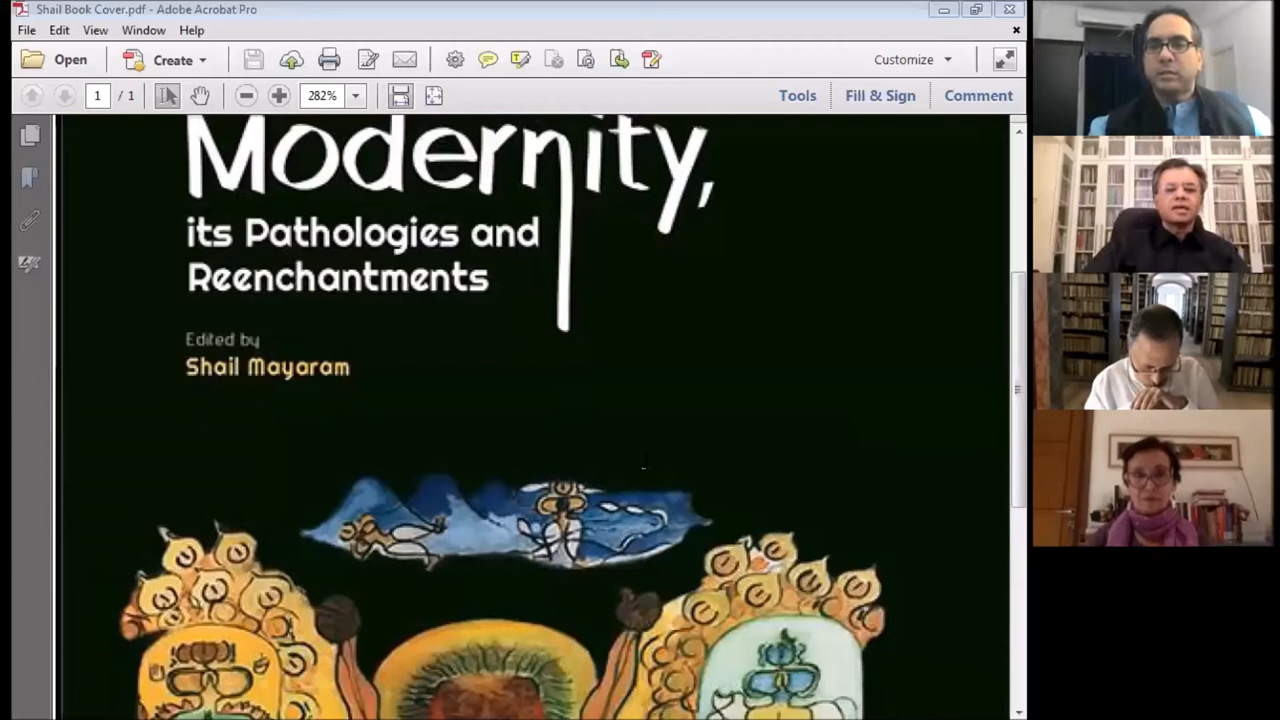 Shail Book Cover.pdf - Adobe Acrobat Pro
File Edit View Window Help
Open Create Customize
1 / 1 282% Tools Fill & Sign Comment
Modernity,
its Pathologies and
Reenchantments
Edited by
Shail Mayaram